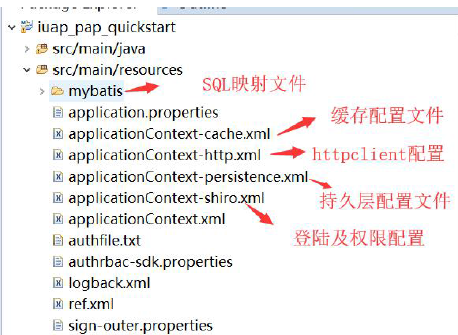 iuap_pap_quickstart
src/main/java
src/main/resources
mybatis SQL映射文件
application.properties
applicationContext-cache.xml 缓存配置文件
applicationContext-http.xml httpclient配置
applicationContext-persistence.xml
持久层配置文件
applicationContext-shiro.xml
applicationContext.xml 登陆及权限配置
authfile.txt
authrbac-sdk.properties
logback.xml
ref.xml
sign-outer.properties